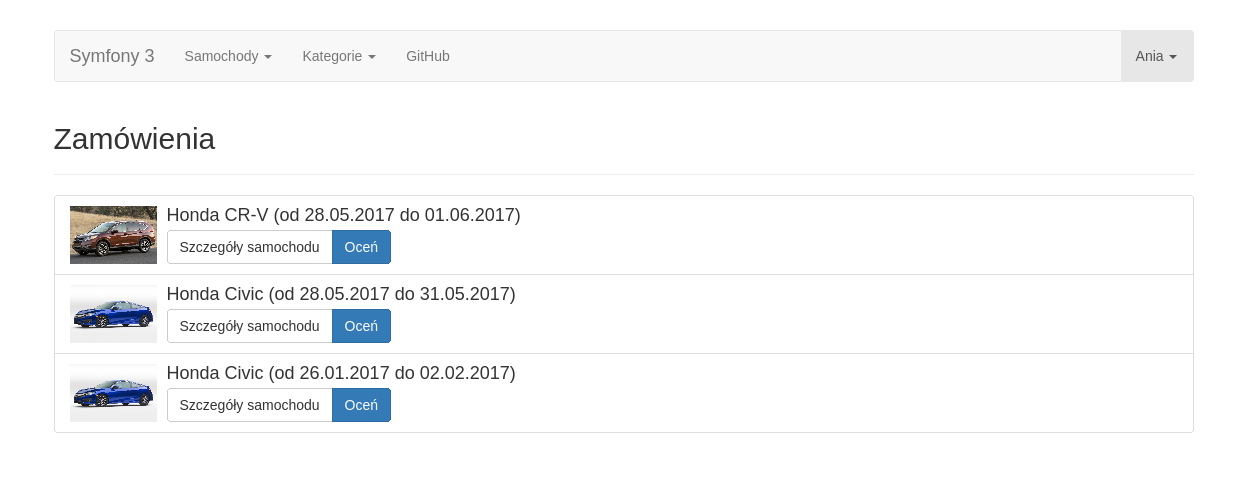 Symfony 3 Samochody Kategorie GitHub Ania
Zamówienia
Honda CR-V (od 28.05.2017 do 01.06.2017)
Szczegóły samochodu Oceń
Honda Civic (od 28.05.2017 do 31.05.2017)
Szczegóły samochodu Oceń
Honda Civic (od 26.01.2017 do 02.02.2017)
Szczegóły samochodu Oceń